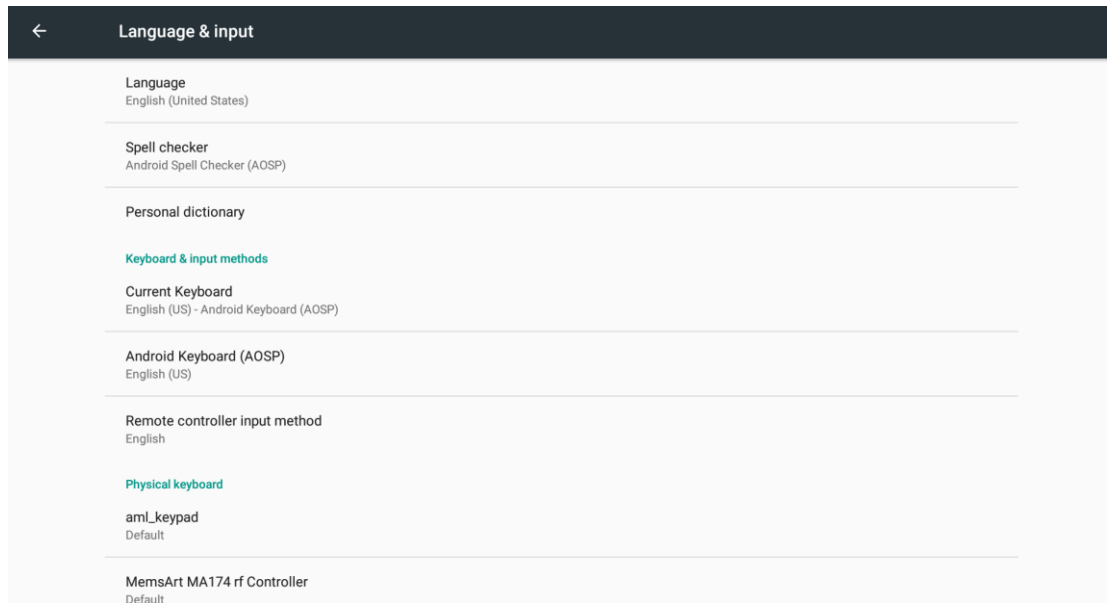 Language & input
Language
English (United States)
Spell checker
Android Spell Checker (AOSP)
Personal dictionary
Keyboard & input methods
Current Keyboard
English (US) - Android Keyboard (AOSP)
Android Keyboard (AOSP)
English (US)
Remote controller input method
English
Physical keyboard
aml_keypad
Default
MemsArt MA174 rf Controller
Default